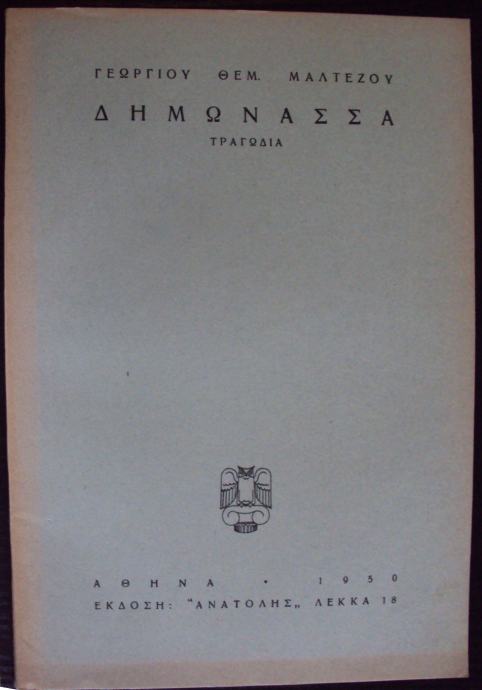 ΓΕΩΡΓΙΟΥ ΘΕΜ. ΜΑΛΤΕΖΟΥ
ΔΗΜΩΝΑΣΣΑ
ΤΡΑΓΩΔΙΑ
ΑΘΗΝΑ • 1950
ΕΚΔΟΣΗ: "ΑΝΑΤΟΛΗΣ„ ΛΕΚΚΑ 18